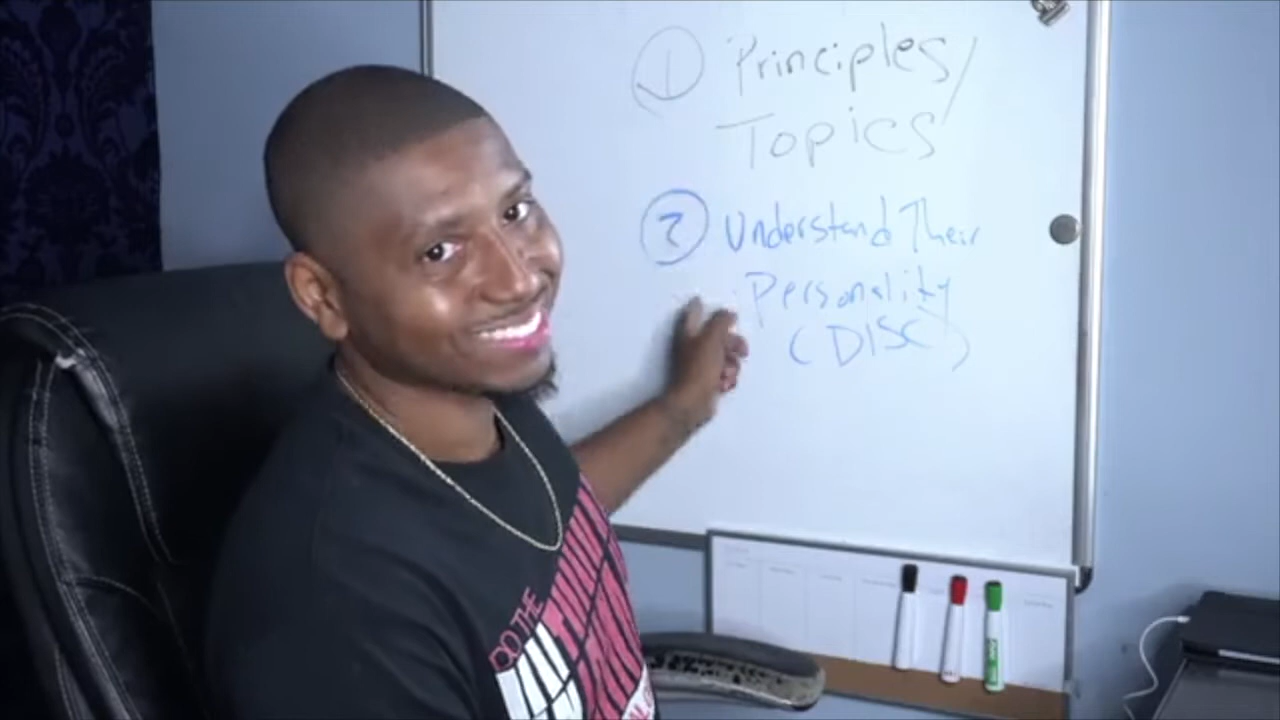 1 Principles/
Topics
2 Understand Their
Personality
(DISC)
DO THE